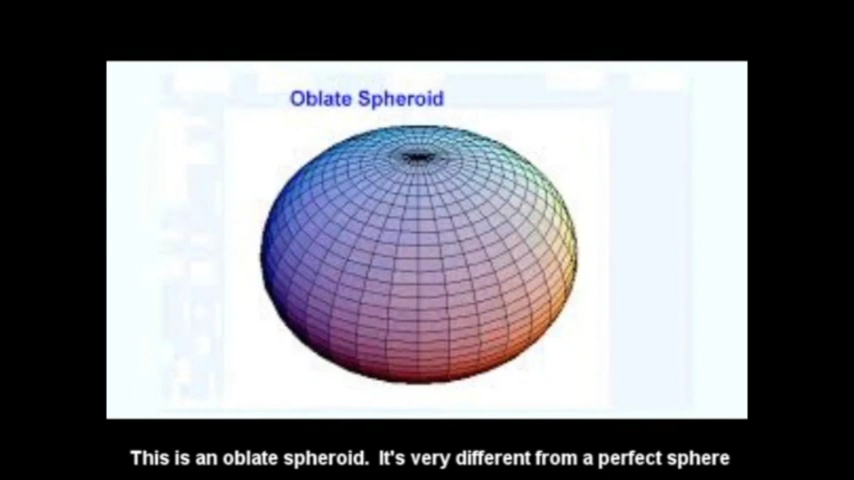 Oblate Spheroid
This is an oblate spheroid.  It's very different from a perfect sphere